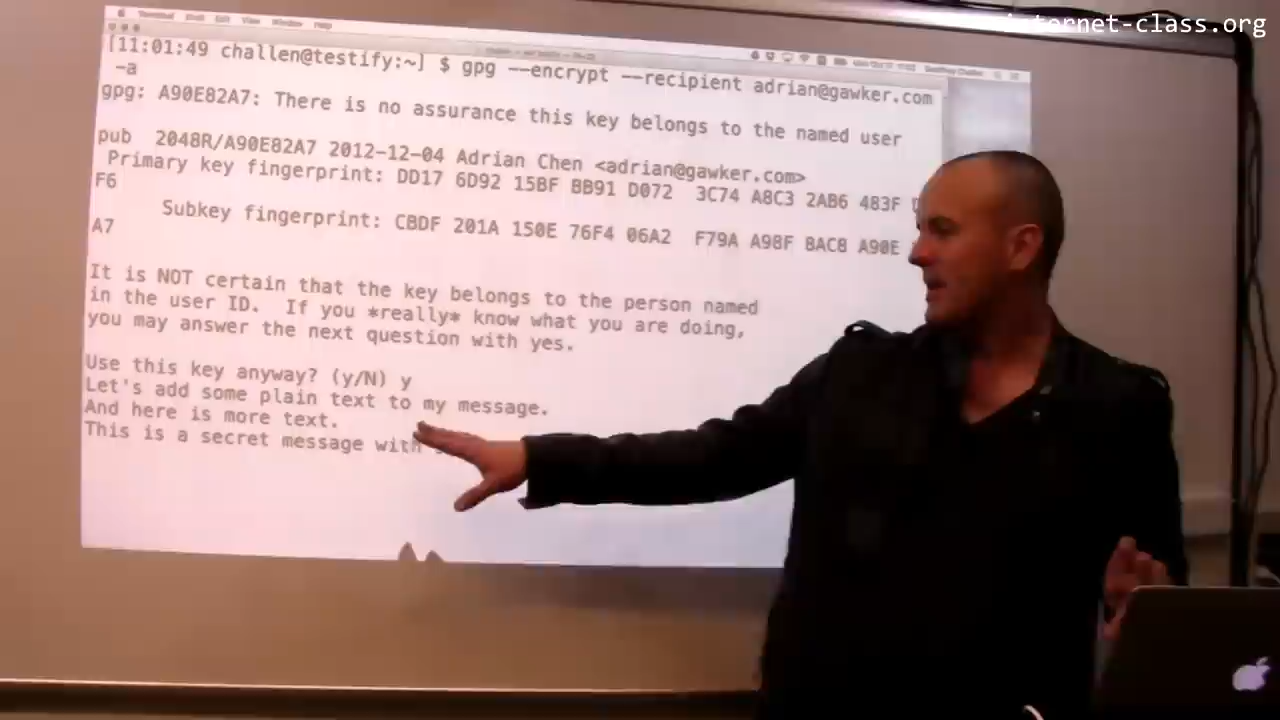 internet-class.org
Terminal Shell Edit View Window Help
[11:01:49 challen@testify:~] $ gpg --encrypt --recipient adrian@gawker.com
-a
gpg: A90E82A7: There is no assurance this key belongs to the named user
pub 2048R/A90E82A7 2012-12-04 Adrian Chen <adrian@gawker.com>
Primary key fingerprint: DD17 6D92 15BF BB91 D072 3C74 A8C3 2AB6 483F
F6
Subkey fingerprint: CBDF 201A 150E 76F4 06A2 F79A A98F 8AC8 A90E
A7
It is NOT certain that the key belongs to the person named
in the user ID. If you *really* know what you are doing,
you may answer the next question with yes.
Use this key anyway? (y/N) y
Let's add some plain text to my message.
And here is more text.
This is a secret message with